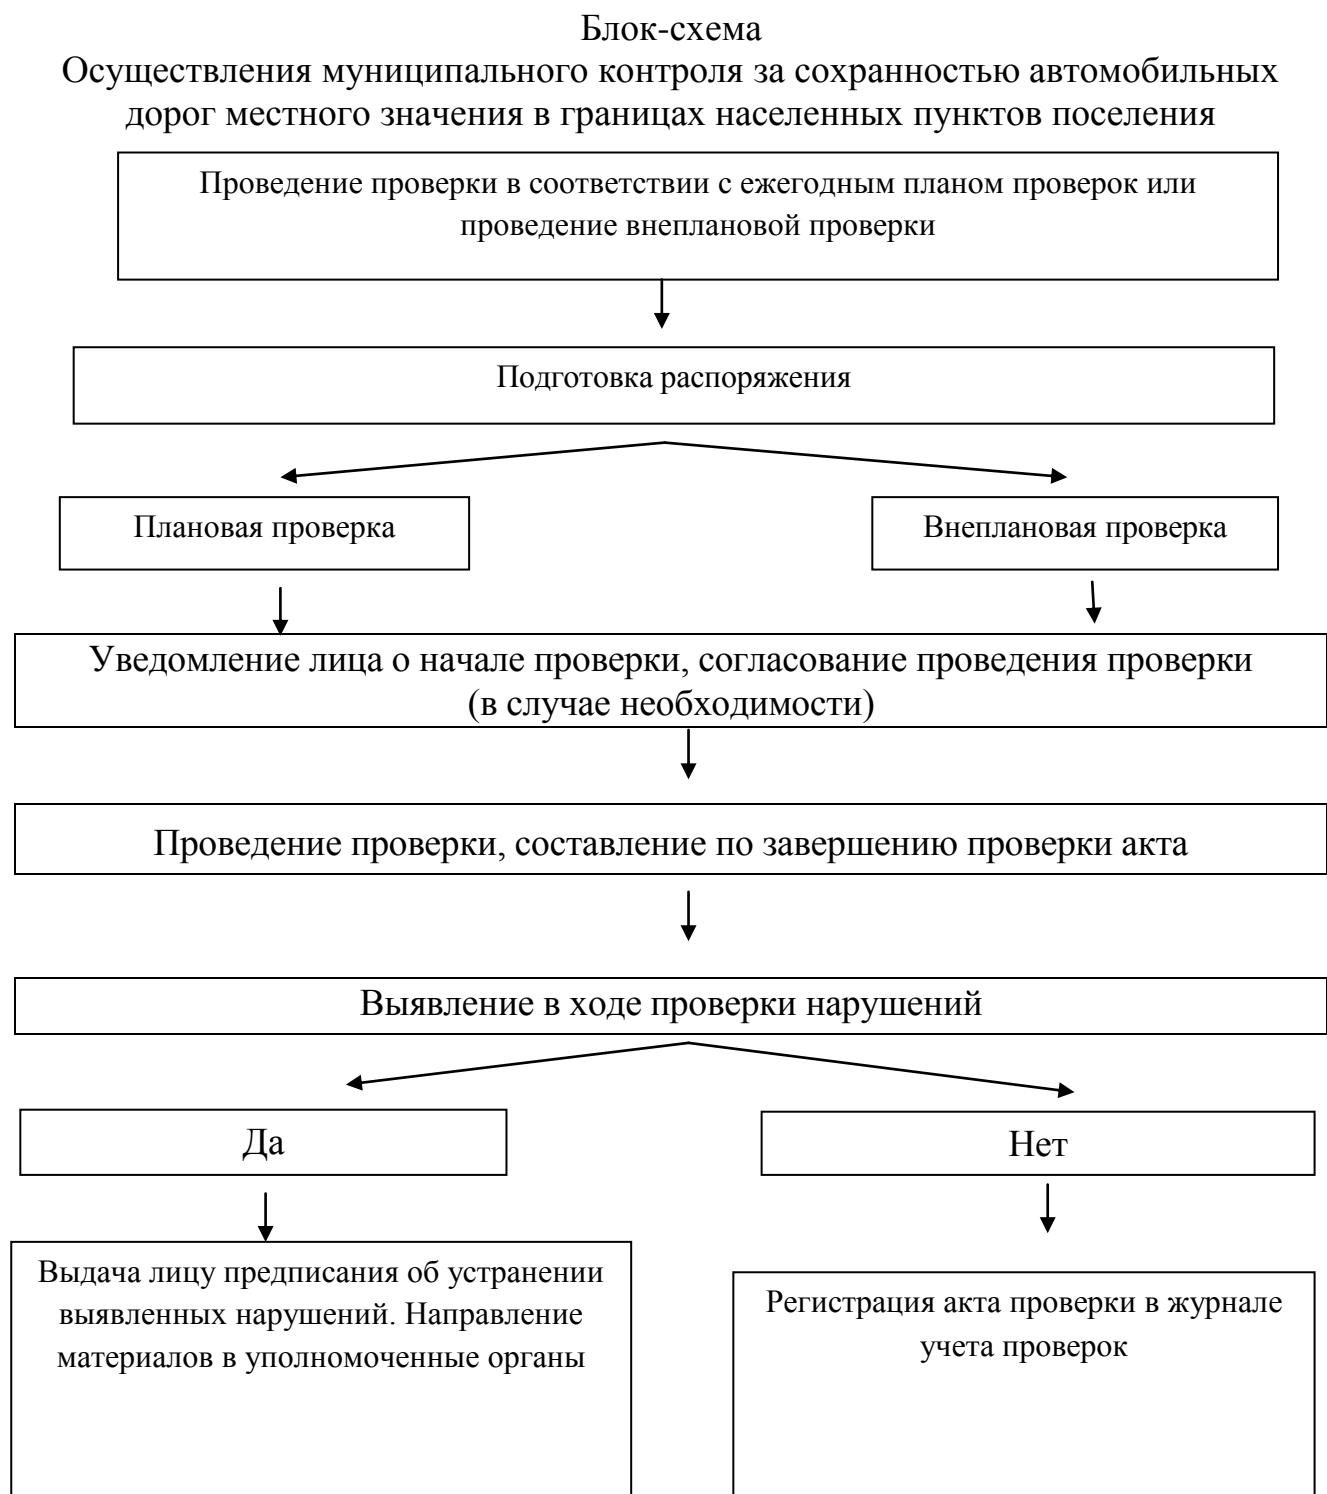 Блок-схема
Осуществления муниципального контроля за сохранностью автомобильных
дорог местного значения в границах населенных пунктов поселения
Проведение проверки в соответствии с ежегодным планом проверок или
проведение внеплановой проверки
Подготовка распоряжения
Плановая проверка
Внеплановая проверка
Уведомление лица о начале проверки, согласование проведения проверки
(в случае необходимости)
Проведение проверки, составление по завершению проверки акта
Выявление в ходе проверки нарушений
Да
Нет
Выдача лицу предписания об устранении
выявленных нарушений. Направление
материалов в уполномоченные органы
Регистрация акта проверки в журнале
учета проверок